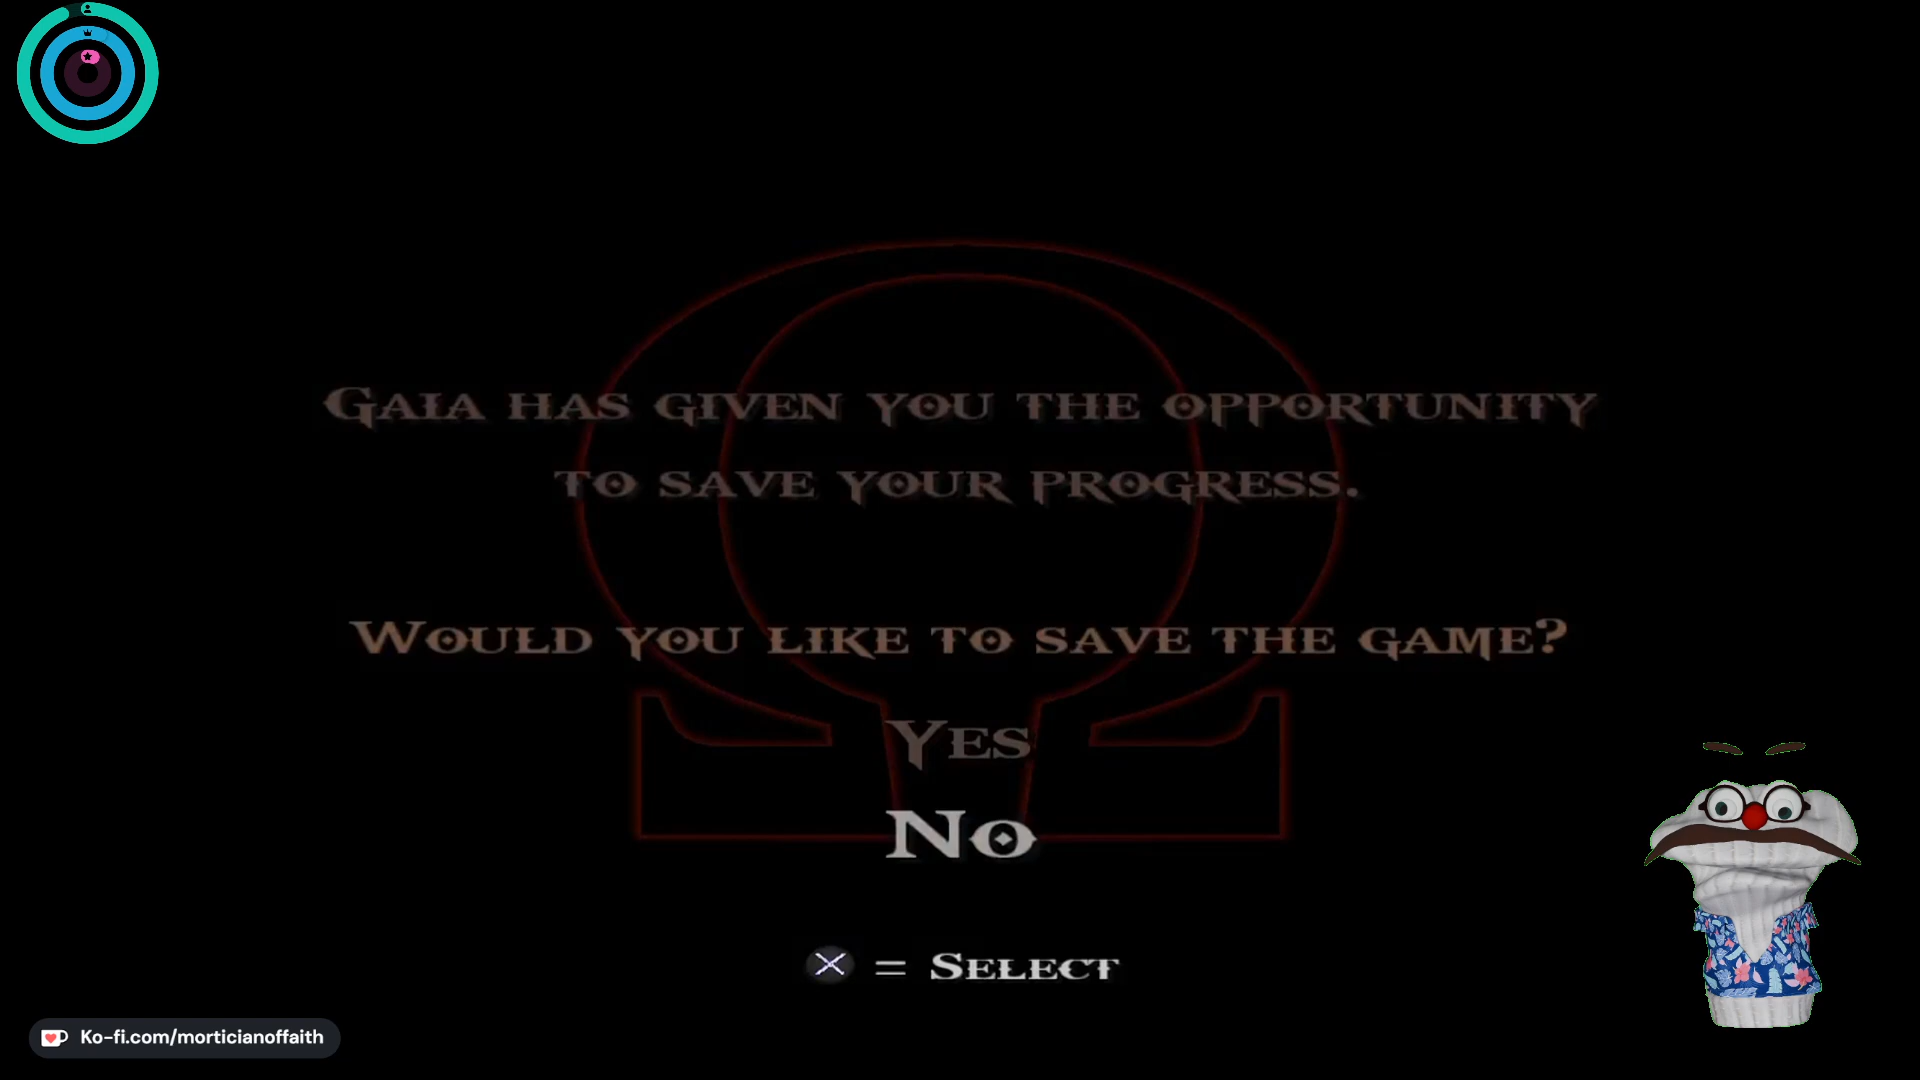 Gaia has given you the opportunity
to save your progress.
Would you like to save the game?
Yes
No
= Select
Ko-fi.com/morticianoffaith